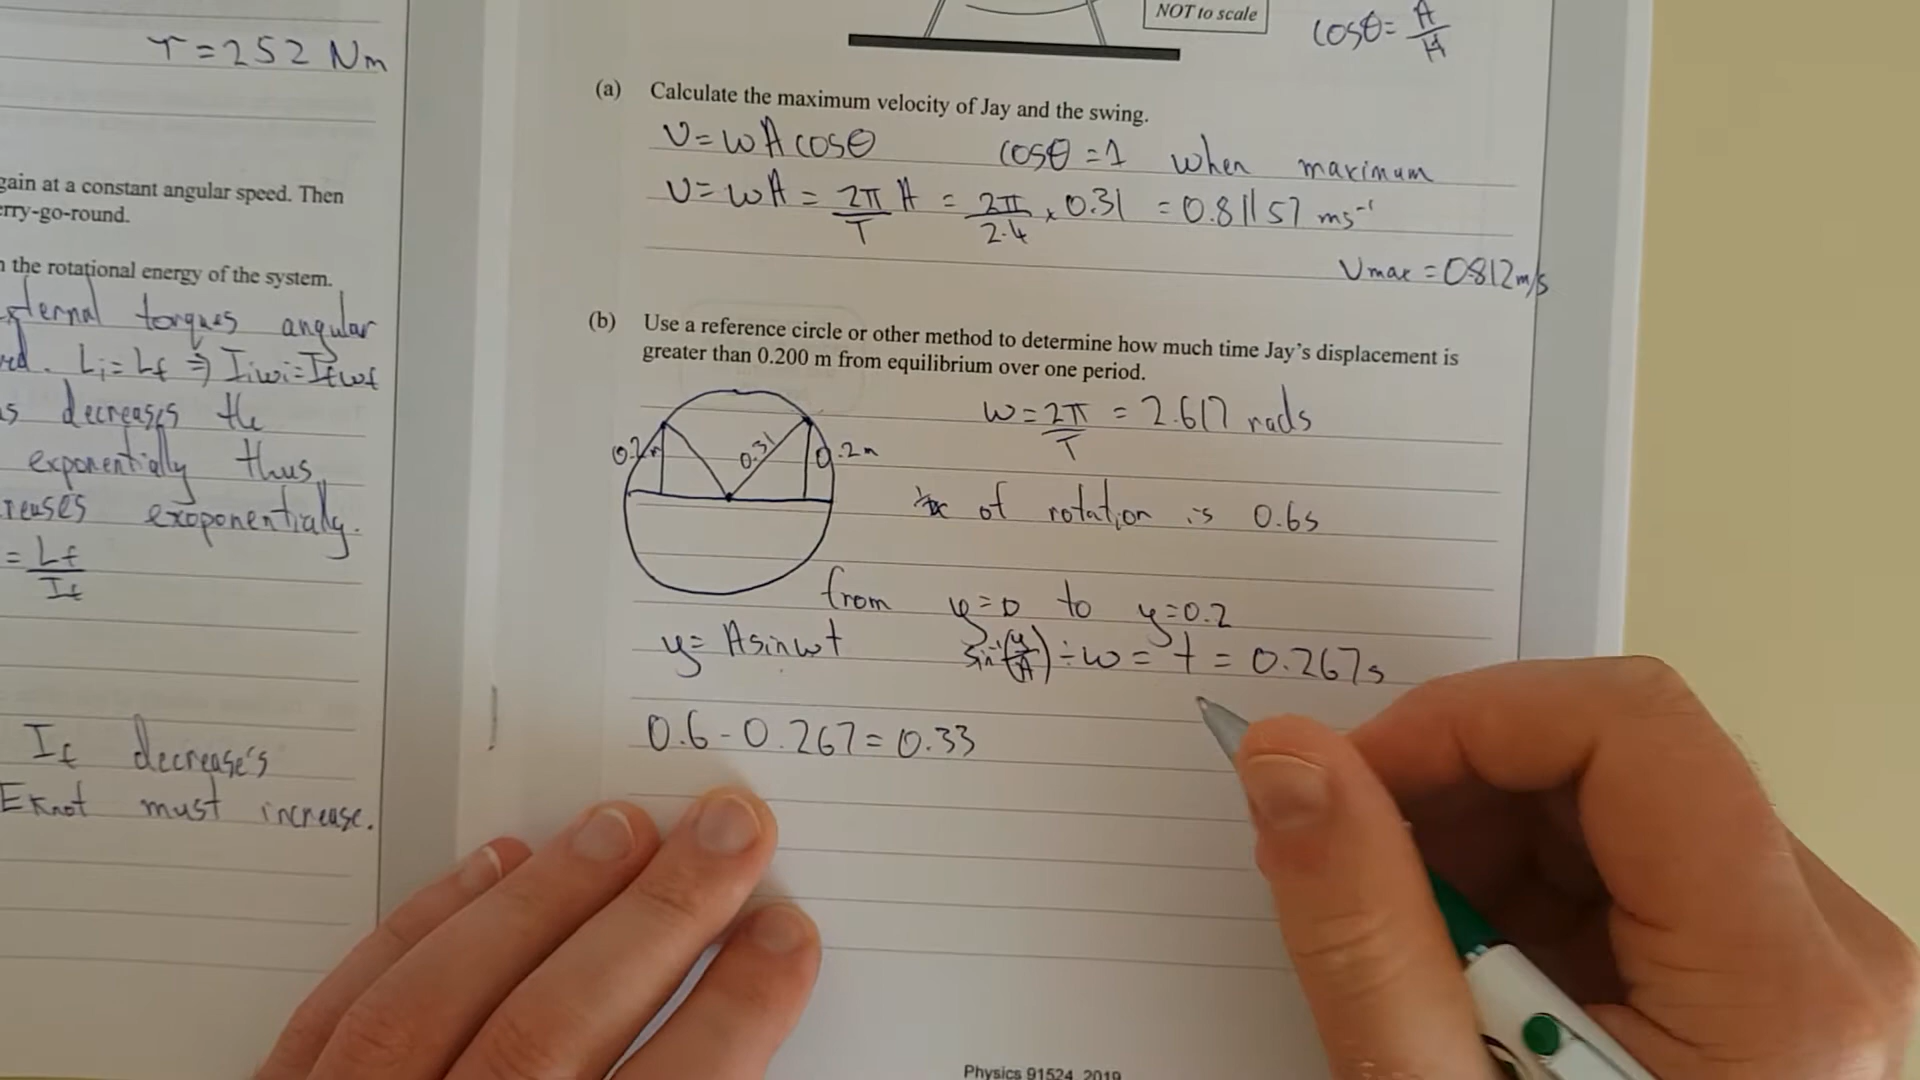 T = 252 Nm
gain at a constant angular speed. Then
erry-go-round.
the rotational energy of the system.
external torques angular
Li = Lf ⇒ Iiωi = Ifωf
decreases the
exponentially thus
exoponentialy.
= Lf/If
If decrease's
EKrot must increase.
NOT to scale
cosθ = A/H
(a) Calculate the maximum velocity of Jay and the swing.
v = ωA cosθ cosθ = 1 when maximum
v = ωA = 2π/T A = 2π/2.4 × 0.31 = 0.81157 ms⁻¹
Vmax = 0.812 m/s
(b) Use a reference circle or other method to determine how much time Jay's displacement is
greater than 0.200 m from equilibrium over one period.
0.2m 0.31 0.2m
ω = 2π/T = 2.617 rads
of rotation is 0.6s
from y=0 to y=0.2
y = A sin ωt sin⁻¹(y/A) ÷ ω = t = 0.267s
0.6 - 0.267 = 0.33
Physics 91524, 2019